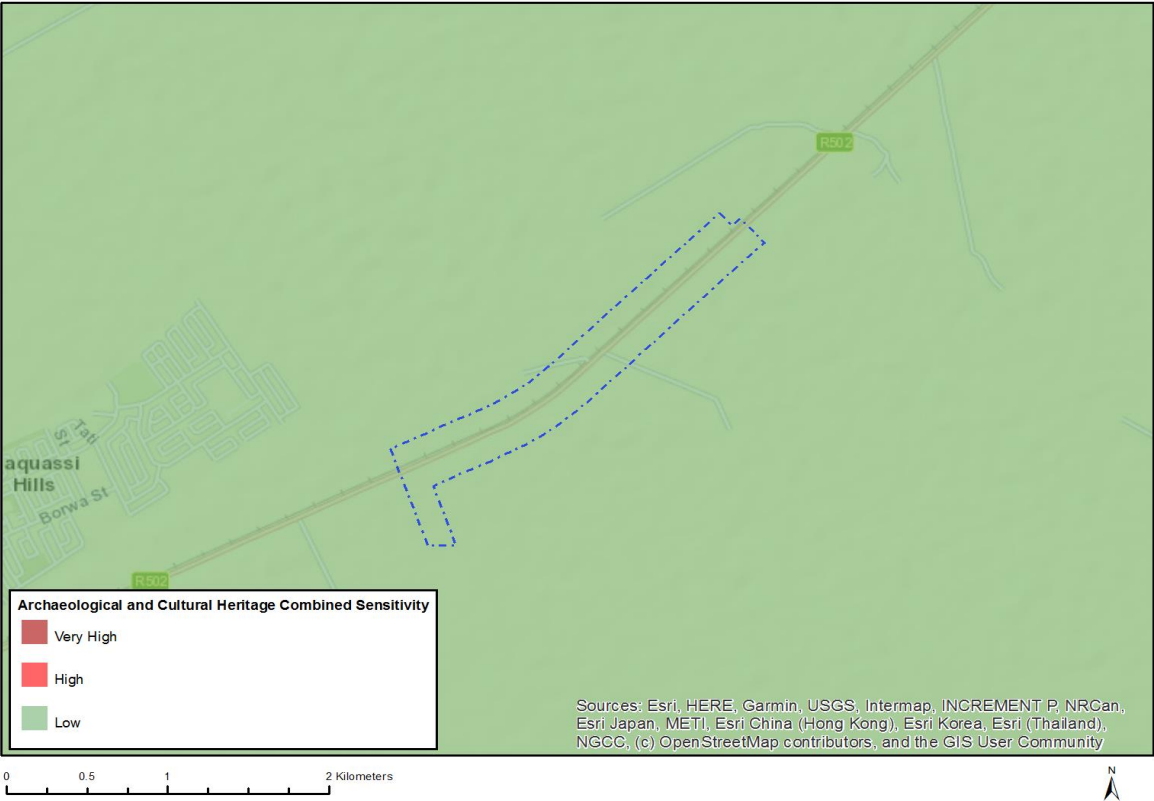 R502
Tati
St
aquassi
Hills
Borwa St
R502
Archaeological and Cultural Heritage Combined Sensitivity
Very High
High
Low
Sources: Esri, HERE, Garmin, USGS, Intermap, INCREMENT P, NRCan,
Esri Japan, METI, Esri China (Hong Kong), Esri Korea, Esri (Thailand),
NGCC, (c) OpenStreetMap contributors, and the GIS User Community
0 0.5 1 2 Kilometers
N